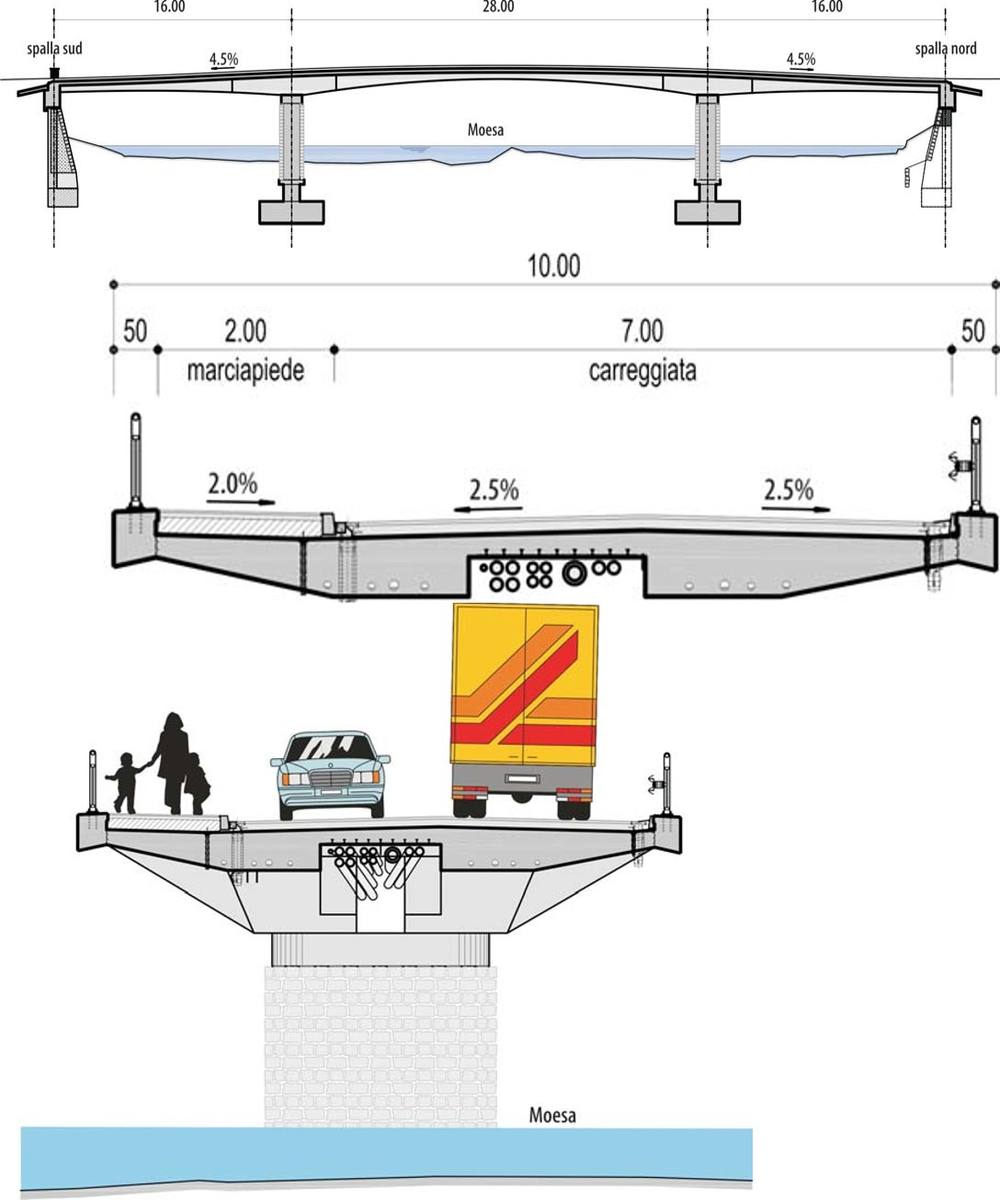 16.00 28.00 16.00
spalla sud spalla nord
4.5% 4.5%
Moesa
10.00
50 2.00 7.00 50
marciapiede carreggiata
2.0% 2.5% 2.5%
Moesa